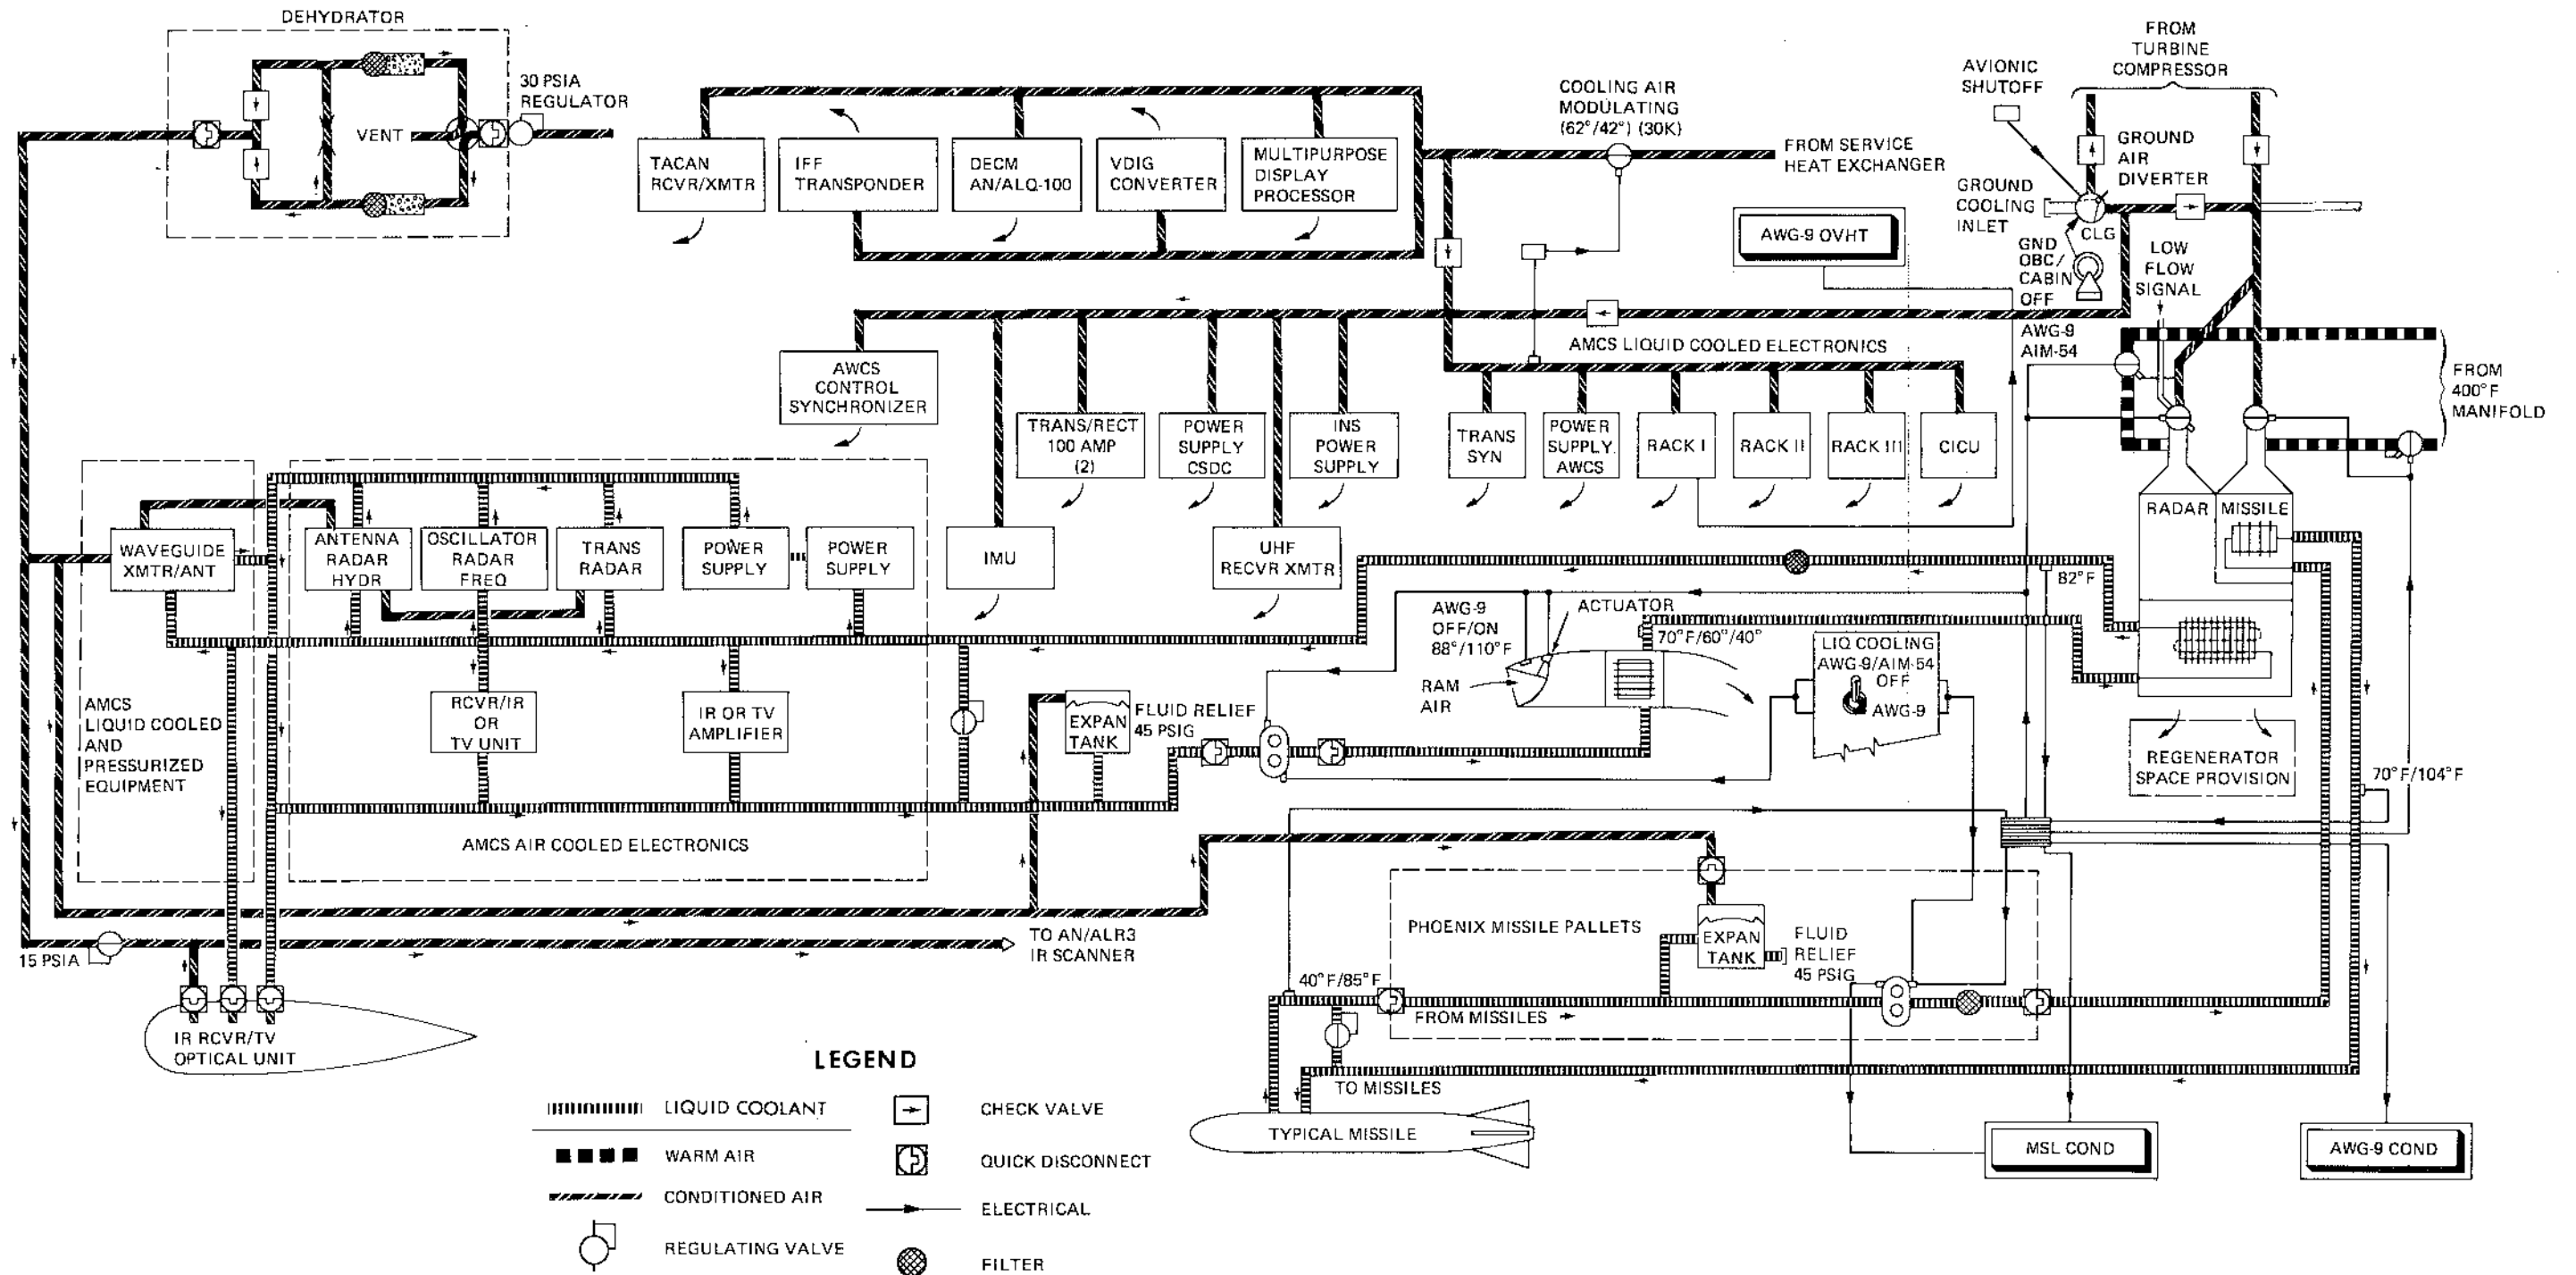 DEHYDRATOR
30 PSIA
REGULATOR
VENT
TACAN
RCVR/XMTR
IFF
TRANSPONDER
DECM
AN/ALQ-100
VDIG
CONVERTER
MULTIPURPOSE
DISPLAY
PROCESSOR
COOLING AIR
MODULATING
(62°/42°) (30K)
FROM SERVICE
HEAT EXCHANGER
AWG-9 OVHT
FROM
TURBINE
COMPRESSOR
AVIONIC
SHUTOFF
GROUND
AIR
DIVERTER
GROUND
COOLING
INLET
CLG
GND
OBC/
CABIN
OFF
LOW
FLOW
SIGNAL
AWG-9
AIM-54
FROM
400°F
MANIFOLD
AMCS LIQUID COOLED ELECTRONICS
AWCS
CONTROL
SYNCHRONIZER
TRANS/RECT
100 AMP
(2)
POWER
SUPPLY
CSDC
INS
POWER
SUPPLY
TRANS
SYN
POWER
SUPPLY.
AWCS
RACK I
RACK II
RACK III
CICU
WAVEGUIDE
XMTR/ANT
ANTENNA
RADAR
HYDR
OSCILLATOR
RADAR
FREQ
TRANS
RADAR
POWER
SUPPLY
POWER
SUPPLY
IMU
UHF
RECVR XMTR
RADAR
MISSILE
82°F
AWG-9
OFF/ON
88°/110°F
ACTUATOR
70°F/60°/40°
RAM
AIR
LIQ COOLING
AWG-9/AIM-54
OFF
AWG-9
AMCS
LIQUID COOLED
AND
PRESSURIZED
EQUIPMENT
RCVR/IR
OR
TV UNIT
IR OR TV
AMPLIFIER
EXPAN
TANK
FLUID RELIEF
45 PSIG
REGENERATOR
SPACE PROVISION
70°F/104°F
AMCS AIR COOLED ELECTRONICS
PHOENIX MISSILE PALLETS
EXPAN
TANK
FLUID
RELIEF
45 PSIG
TO AN/ALR3
IR SCANNER
15 PSIA
40°F/85°F
FROM MISSILES
IR RCVR/TV
OPTICAL UNIT
TO MISSILES
TYPICAL MISSILE
MSL COND
AWG-9 COND
LEGEND
LIQUID COOLANT
WARM AIR
CONDITIONED AIR
REGULATING VALVE
CHECK VALVE
QUICK DISCONNECT
ELECTRICAL
FILTER